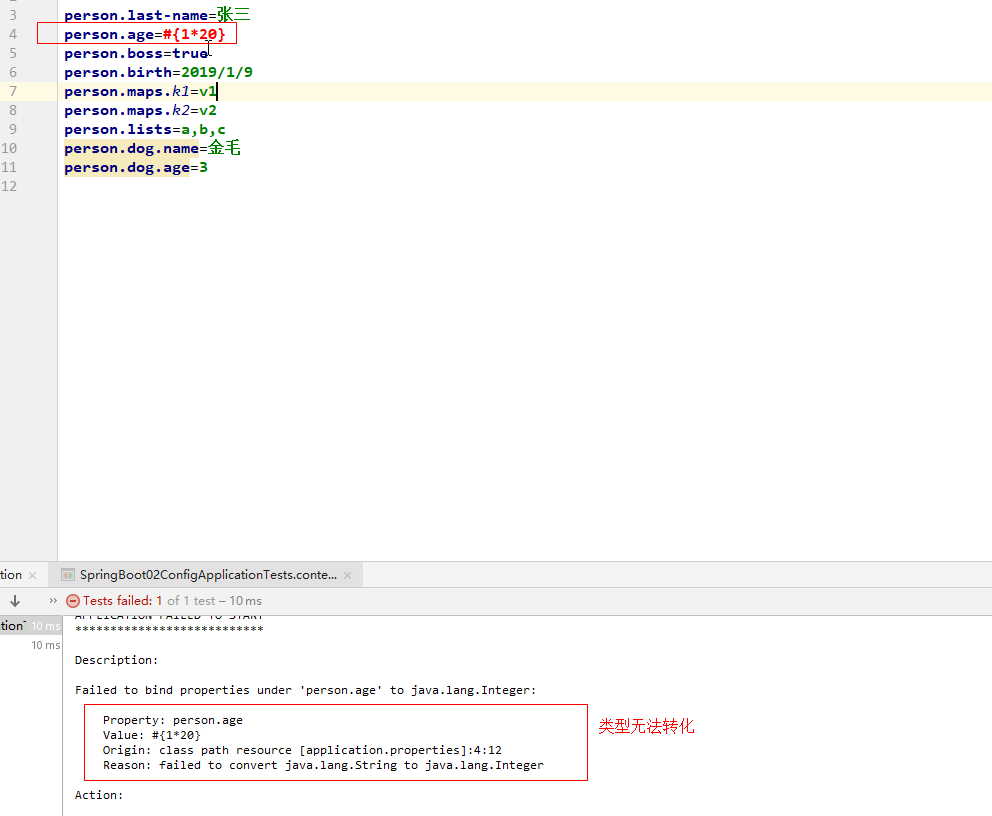 3 person.last-name=张三
4 person.age=#{1*20}
5 person.boss=true
6 person.birth=2019/1/9
7 person.maps.k1=v1
8 person.maps.k2=v2
9 person.lists=a,b,c
10 person.dog.name=金毛
11 person.dog.age=3
12
tion × SpringBoot02ConfigApplicationTests.conte... ×
» Tests failed: 1 of 1 test – 10 ms
tion 10 ms
APPLICATION FAILED TO START
***************************
10 ms
Description:
Failed to bind properties under 'person.age' to java.lang.Integer:
Property: person.age
Value: #{1*20}
Origin: class path resource [application.properties]:4:12
Reason: failed to convert java.lang.String to java.lang.Integer
类型无法转化
Action: